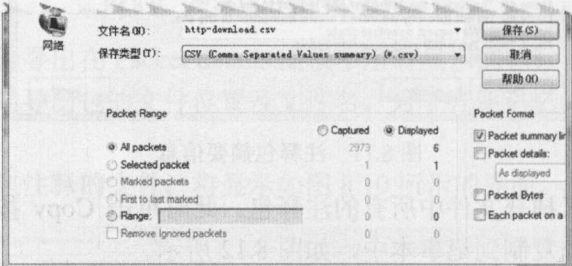 文件名(N): http-download.csv 保存(S)
网络
保存类型(T): CSV (Comma Separated Values summary) (*.csv) 取消
帮助(H)
Packet Range Packet Format
Captured Displayed
All packets 2973 6 Packet summary lin
Selected packet 1 1 Packet details:
Marked packets 0 0 As displayed
First to last marked 0 0 Packet Bytes
Range: 0 0 Each packet on a
Remove Ignored packets 0 0
Copy